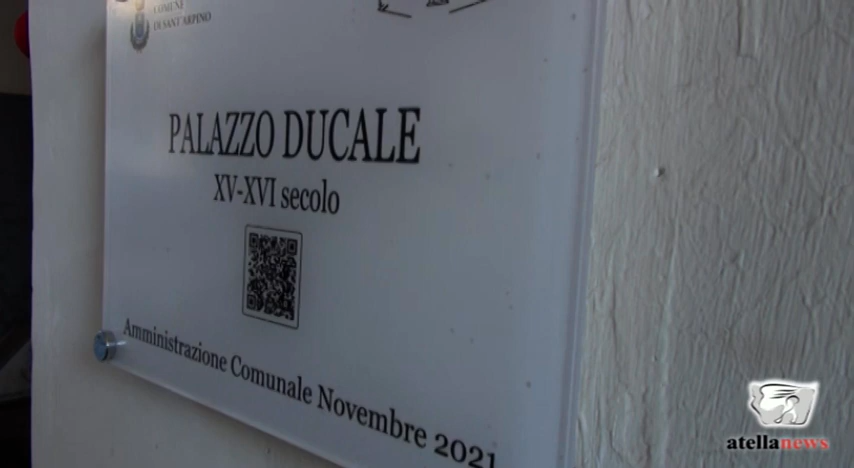 COMUNE
DI SANT'ARPINO
PALAZZO DUCALE
XV-XVI secolo
Amministrazione Comunale Novembre 2021
atellanews